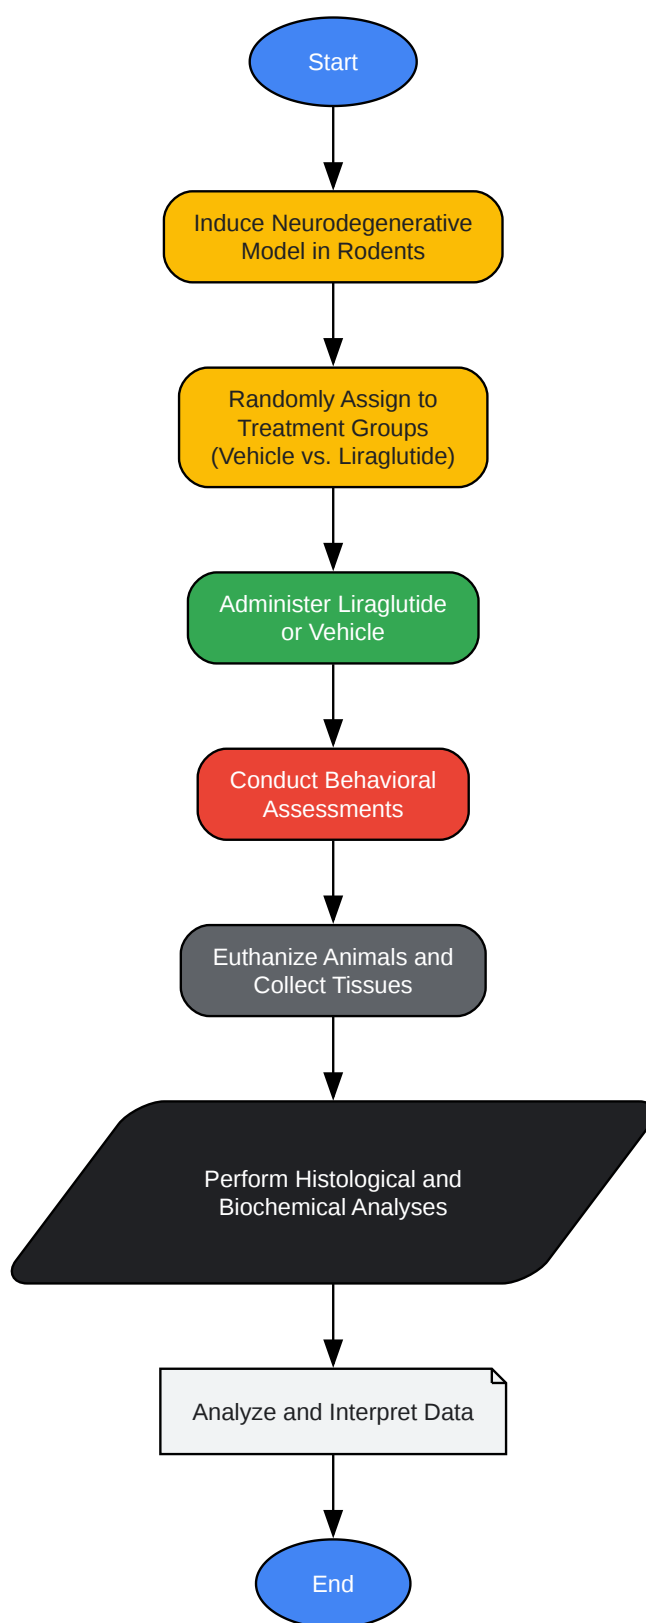 Start
Induce Neurodegenerative
Model in Rodents
Randomly Assign to
Treatment Groups
(Vehicle vs. Liraglutide)
Administer Liraglutide
or Vehicle
Conduct Behavioral
Assessments
Euthanize Animals and
Collect Tissues
Perform Histological and
Biochemical Analyses
Analyze and Interpret Data
End